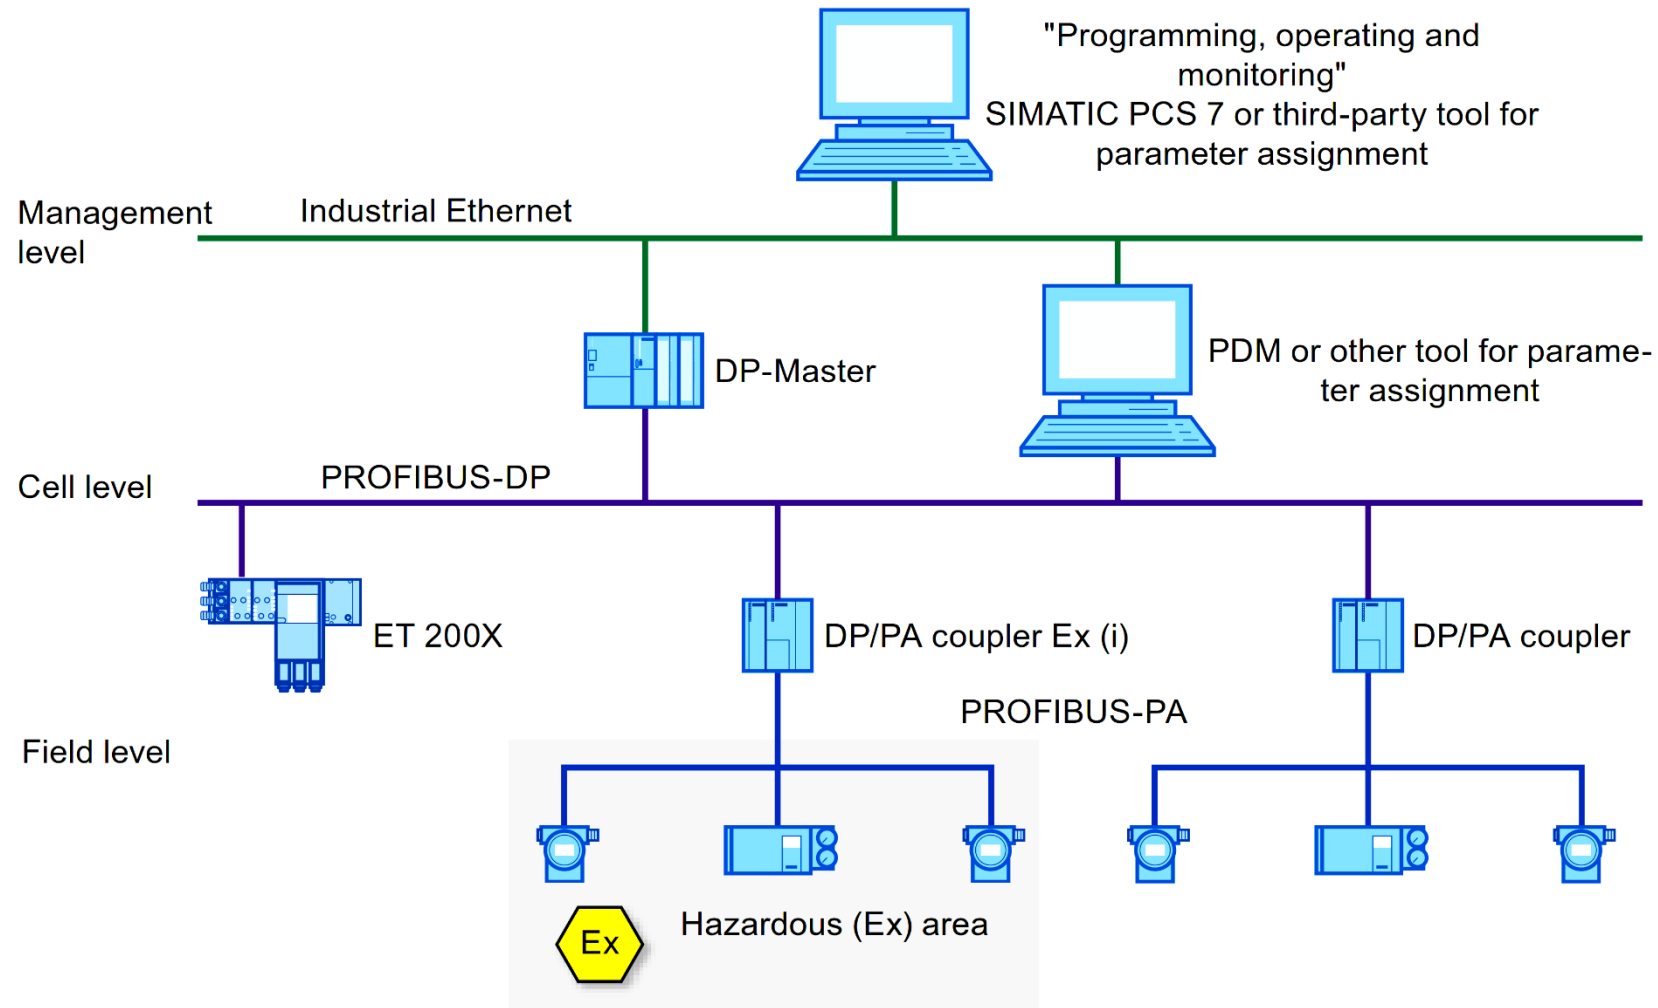 "Programming, operating and
monitoring"
SIMATIC PCS 7 or third-party tool for
parameter assignment
Management
level
Industrial Ethernet
DP-Master
PDM or other tool for parame-
ter assignment
Cell level
PROFIBUS-DP
ET 200X
DP/PA coupler Ex (i)
DP/PA coupler
PROFIBUS-PA
Field level
Hazardous (Ex) area
Ex